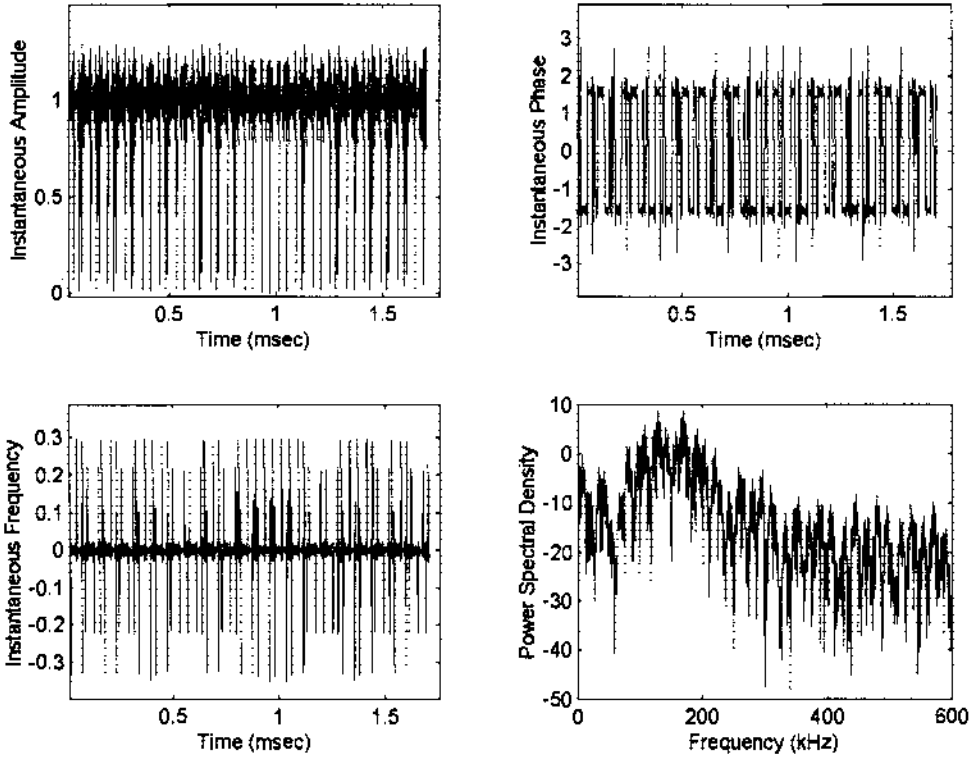 Instantaneous Amplitude
1
0.5
0
0.5 1 1.5
Time (msec)
Instantaneous Phase
3
2
1
0
-1
-2
-3
0.5 1 1.5
Time (msec)
Instantaneous Frequency
0.3
0.2
0.1
0
-0.1
-0.2
-0.3
0.5 1 1.5
Time (msec)
Power Spectral Density
10
0
-10
-20
-30
-40
-50
0 200 400 600
Frequency (kHz)